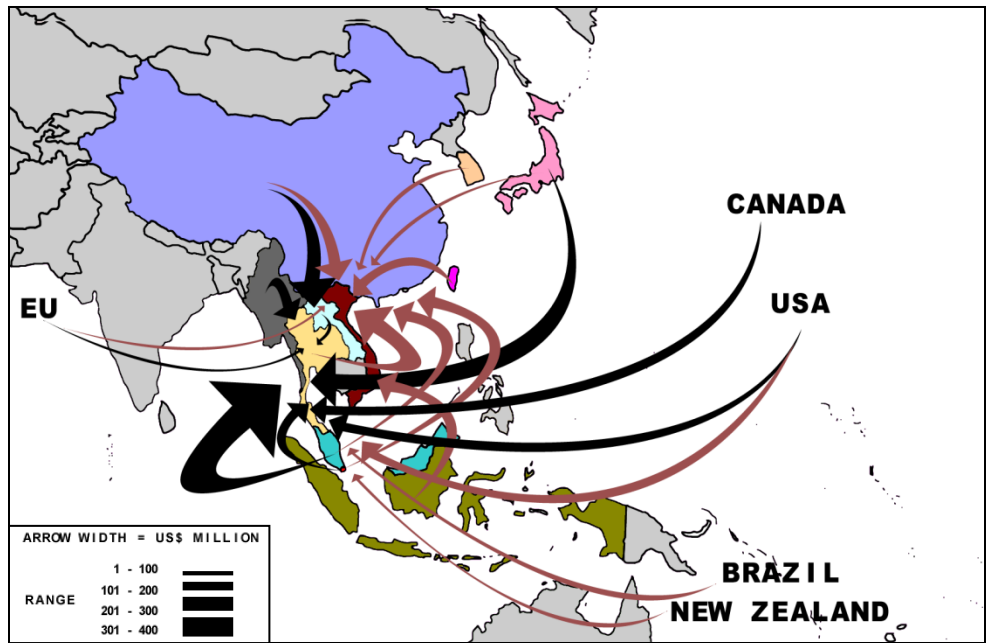 CANADA
USA
EU
BRAZIL
NEW ZEALAND
ARROW WIDTH = US$ MILLION
RANGE
1 - 100
101 - 200
201 - 300
301 - 400